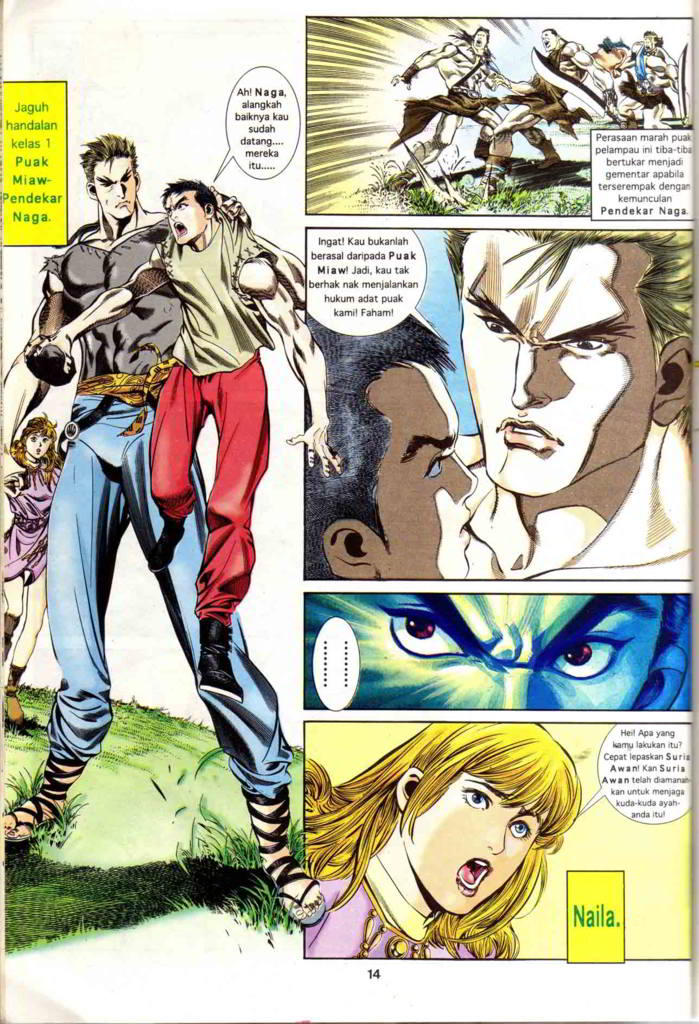 Jaguh
handalan
kelas 1
Puak
Miaw-
Pendekar
Naga.
Ah! Naga,
alangkah
baiknya kau
sudah
datang....
mereka
itu.....
Perasaan marah puak
pelampau ini tiba-tiba
bertukar menjadi
gementar apabila
terserempak dengan
kemunculan
Pendekar Naga.
Ingat! Kau bukanlah
berasal daripada Puak
Miaw! Jadi, kau tak
berhak nak menjalankan
hukum adat puak
kami! Faham!
Hei! Apa yang
kamu lakukan itu?
Cepat lepaskan Suria
Awan! Kan Suria
Awan telah diamanah-
kan untuk menjaga
kuda-kuda ayah-
anda itu!
Naila.
14